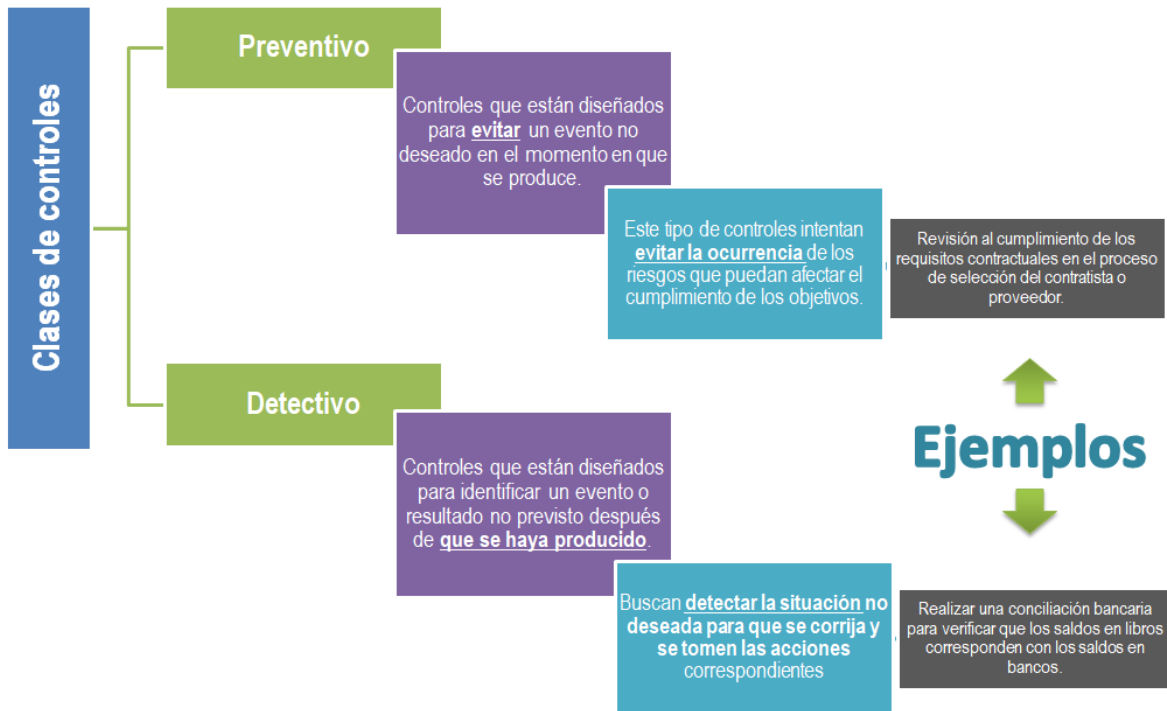 Clases de controles
Preventivo
Controles que están diseñados
para evitar un evento no
deseado en el momento en que
se produce.
Este tipo de controles intentan
evitar la ocurrencia de los
riesgos que puedan afectar el
cumplimiento de los objetivos.
Revisión al cumplimiento de los
requisitos contractuales en el proceso
de selección del contratista o
proveedor.
Ejemplos
Detectivo
Controles que están diseñados
para identificar un evento o
resultado no previsto después
de que se haya producido.
Buscan detectar la situación no
deseada para que se corrija y
se tomen las acciones
correspondientes
Realizar una conciliación bancaria
para verificar que los saldos en libros
corresponden con los saldos en
bancos.